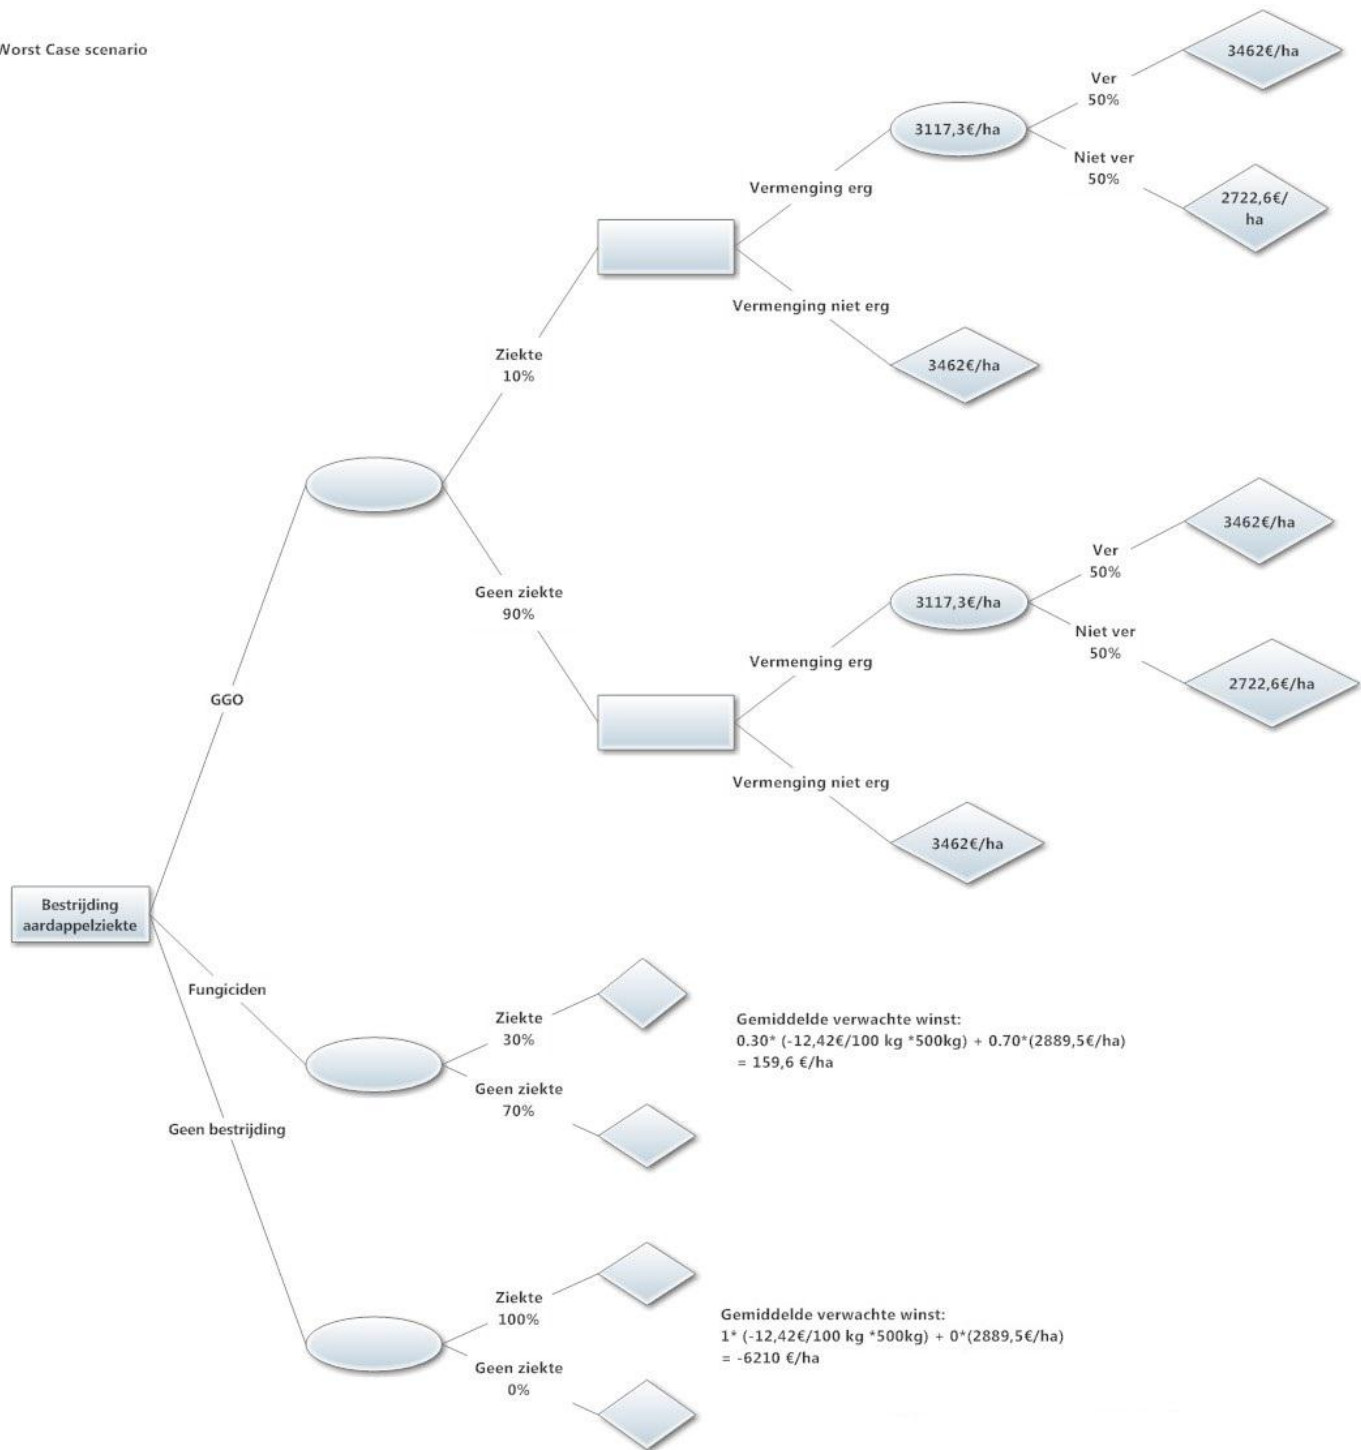 Worst Case scenario
3462€/ha
Ver
50%
3117,3€/ha
Niet ver
50%
2722,6€/
ha
Vermenging erg
Vermenging niet erg
3462€/ha
Ziekte
10%
3462€/ha
Ver
50%
3117,3€/ha
Niet ver
50%
2722,6€/ha
Geen ziekte
90%
Vermenging erg
Vermenging niet erg
3462€/ha
GGO
Bestrijding
aardappelziekte
Fungiciden
Ziekte
30%
Geen ziekte
70%
Gemiddelde verwachte winst:
0.30* (-12,42€/100 kg *500kg) + 0.70*(2889,5€/ha)
= 159,6 €/ha
Geen bestrijding
Ziekte
100%
Geen ziekte
0%
Gemiddelde verwachte winst:
1* (-12,42€/100 kg *500kg) + 0*(2889,5€/ha)
= -6210 €/ha